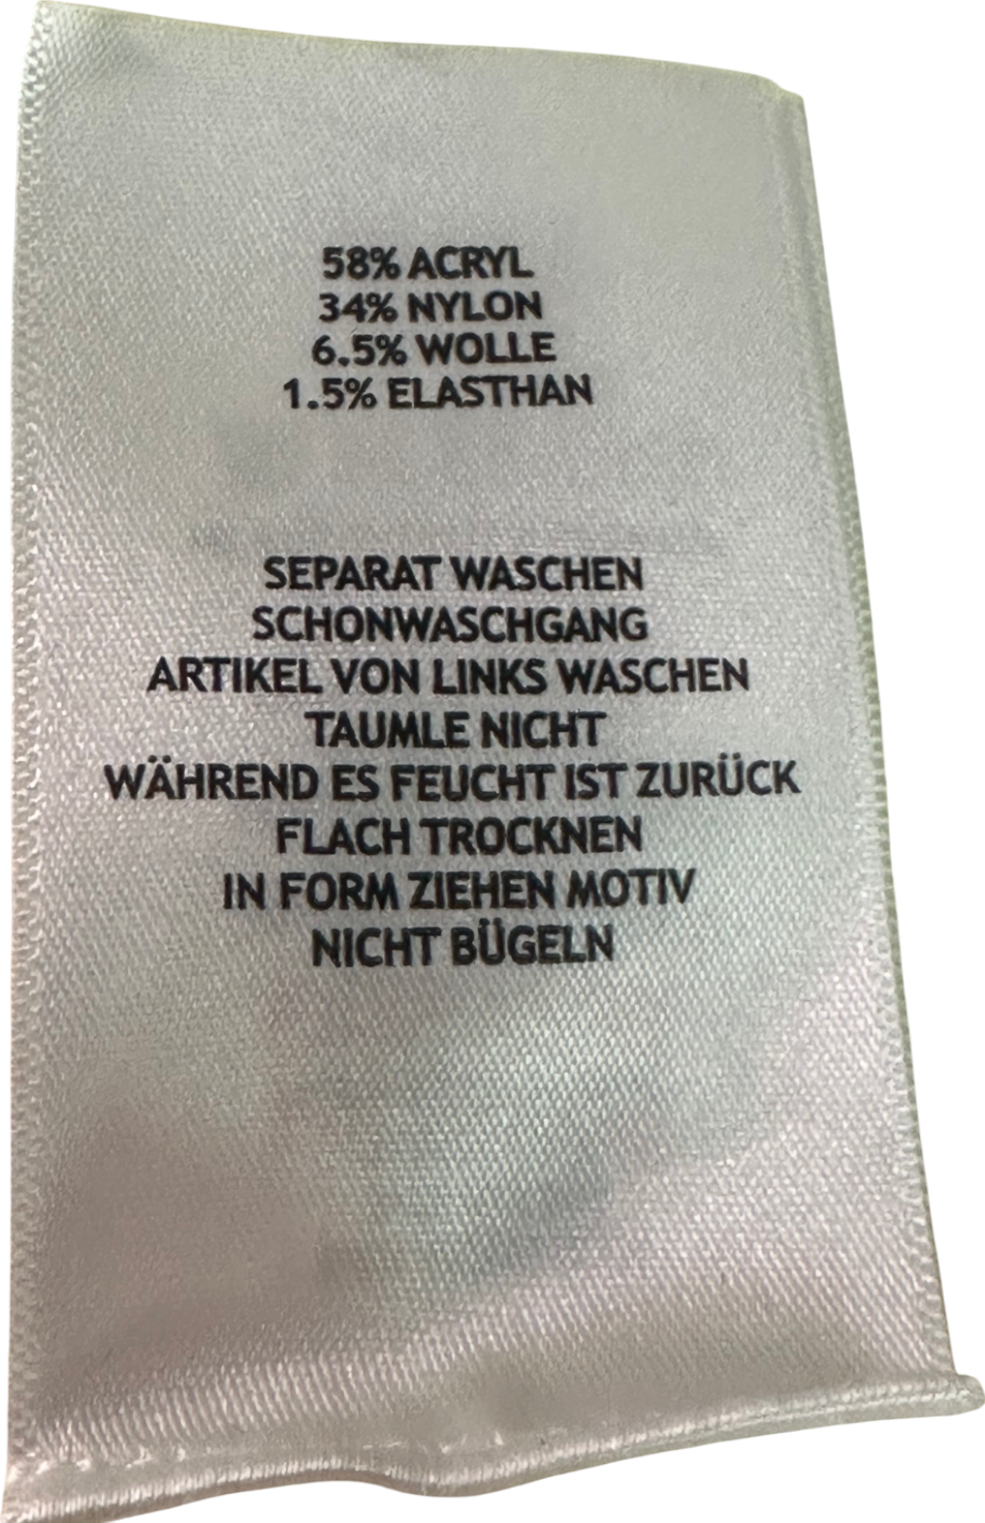 58% ACRYL
34% NYLON
6.5% WOLLE
1.5% ELASTHAN
SEPARAT WASCHEN
SCHONWASCHGANG
ARTIKEL VON LINKS WASCHEN
TAUMLE NICHT
WÄHREND ES FEUCHT IST ZURÜCK
FLACH TROCKNEN
IN FORM ZIEHEN MOTIV
NICHT BÜGELN